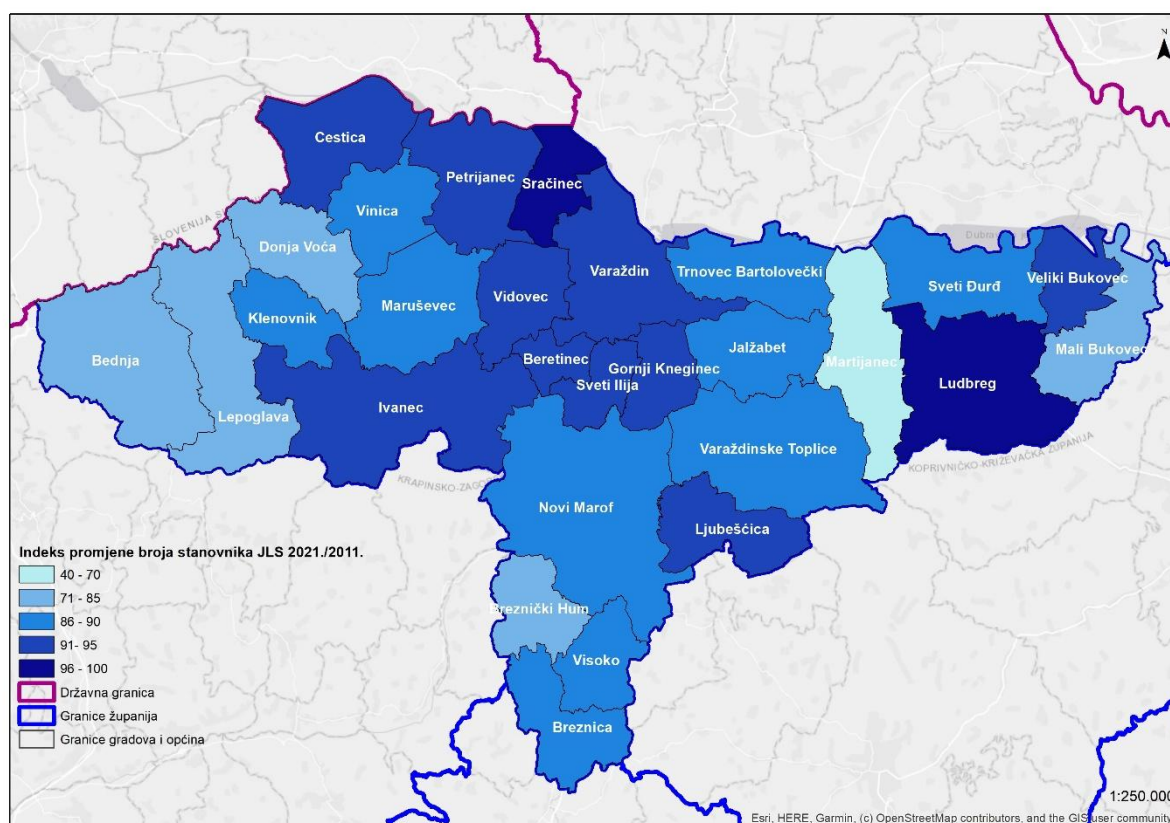 N
Cestica
Petrijanec
Sračinec
Vinica
SLOVENIJA
Donja Voća
Varaždin
Trnovec Bartolovečki
Veliki Bukovec
Sveti Đurđ
Vidovec
Maruševec
Klenovnik
Jalžabet
Mali Bukovec
Bednja
Beretinec
Gornji Kneginec
Martijanec
Sveti Ilija
Ludbreg
Ivanec
Lepoglava
Varaždinske Toplice
KOPRIVNIČKO-KRIŽEVAČKA ŽUPANIJA
Novi Marof
Ljubešćica
Indeks promjene broja stanovnika JLS 2021./2011.
40 - 70
71 - 85
86 - 90
91- 95
96 - 100
Državna granica
Granice županija
Granice gradova i općina
Breznički Hum
Visoko
Breznica
1:250.000
Esri, HERE, Garmin, (c) OpenStreetMap contributors, and the GIS user community